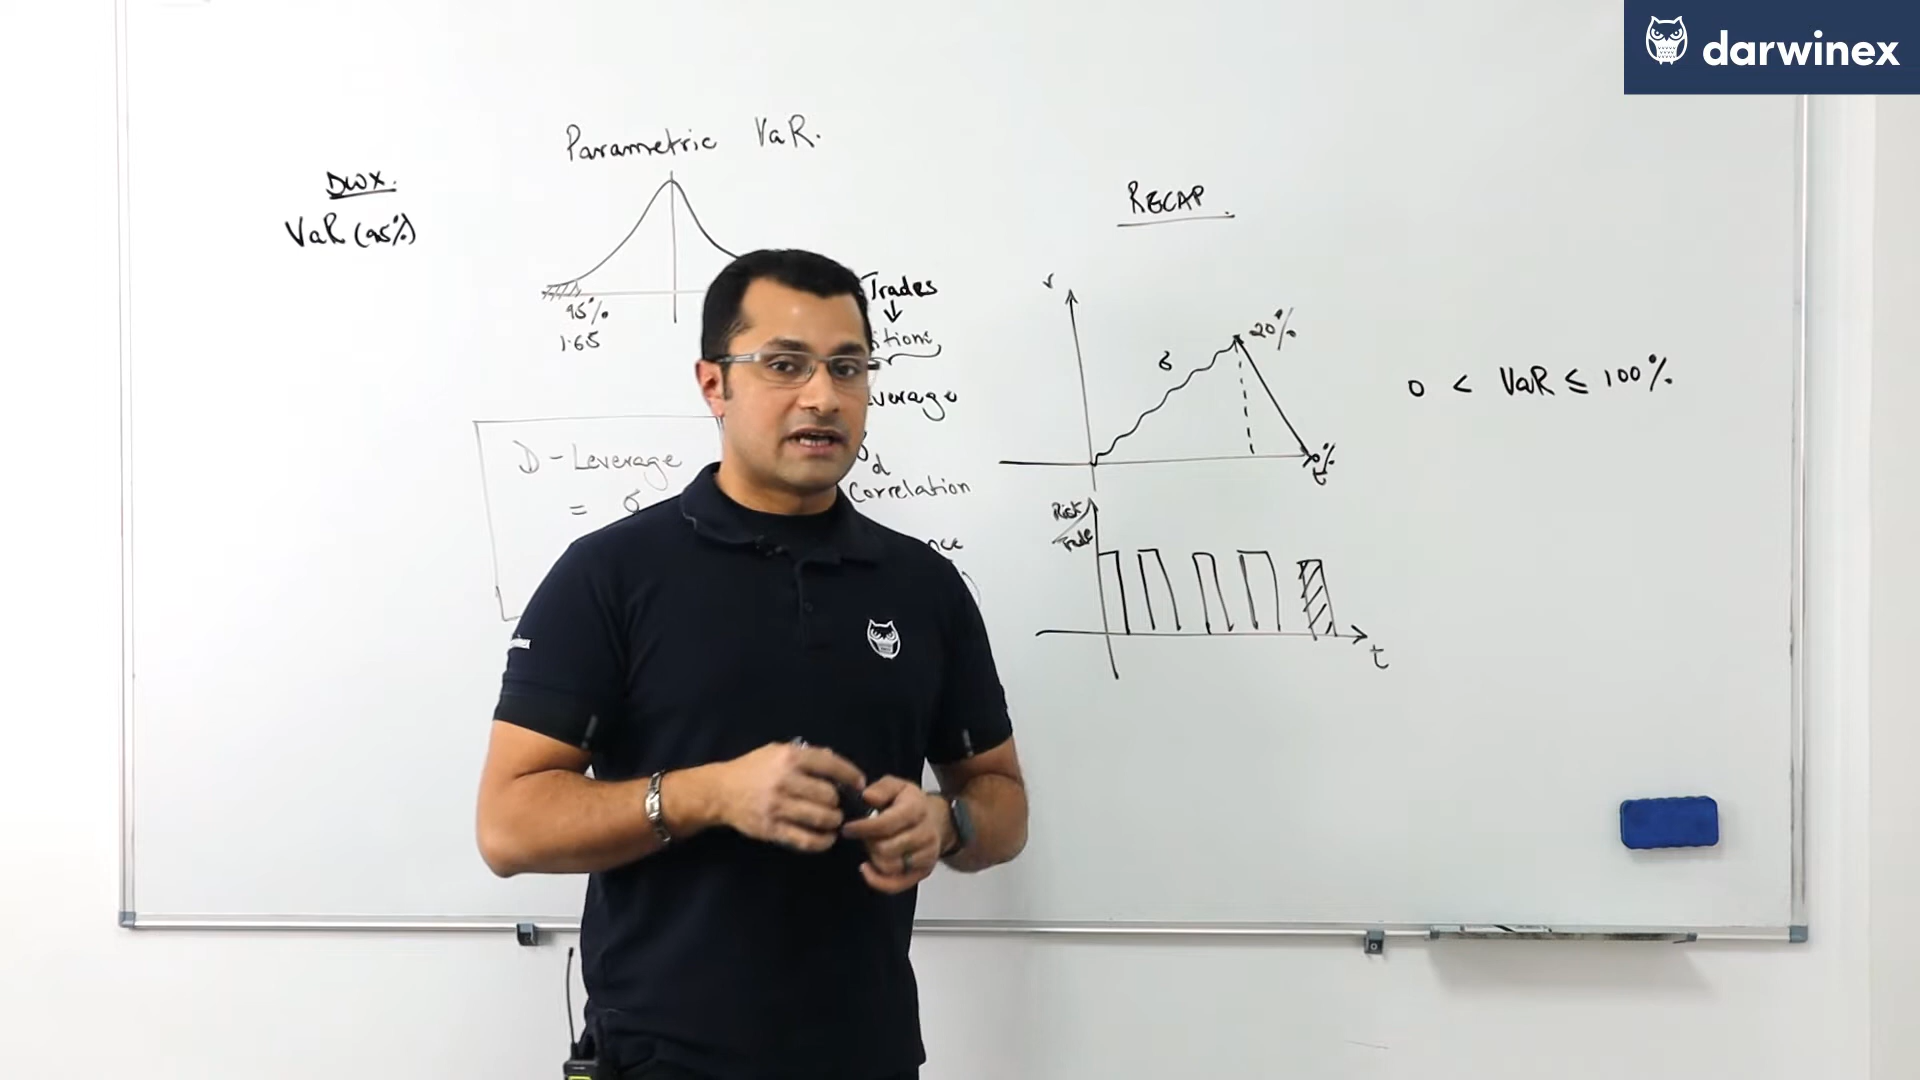 darwinex
Parametric VaR.
DWX.
VaR (95%)
95%
1.65
D-Leverage
= σ
Trades
Correlation
RECAP.
r
σ
20%
0%
t
Risk
Trade
t
0 < VaR ≤ 100%